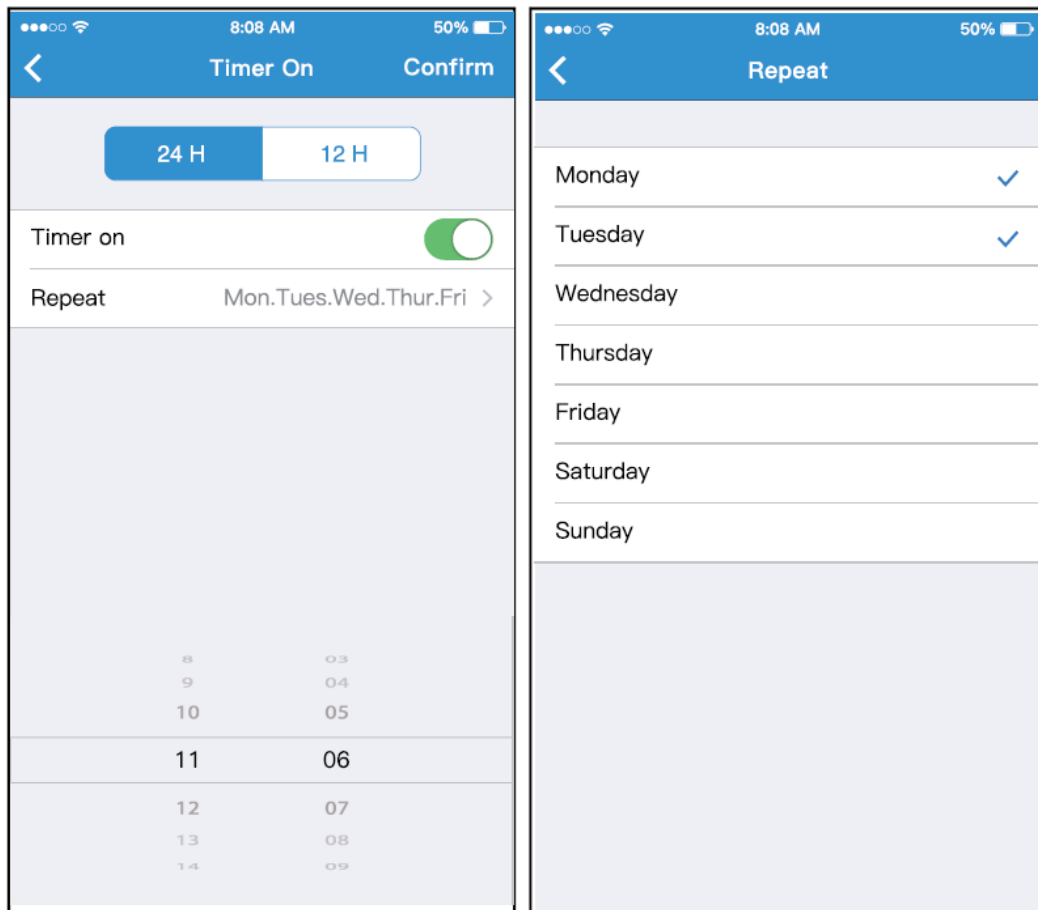 8:08 AM 50%
Timer On Confirm
24 H 12 H
Timer on
Repeat Mon.Tues.Wed.Thur.Fri
8 03
9 04
10 05
11 06
12 07
13 08
14 09
8:08 AM 50%
Repeat
Monday
Tuesday
Wednesday
Thursday
Friday
Saturday
Sunday